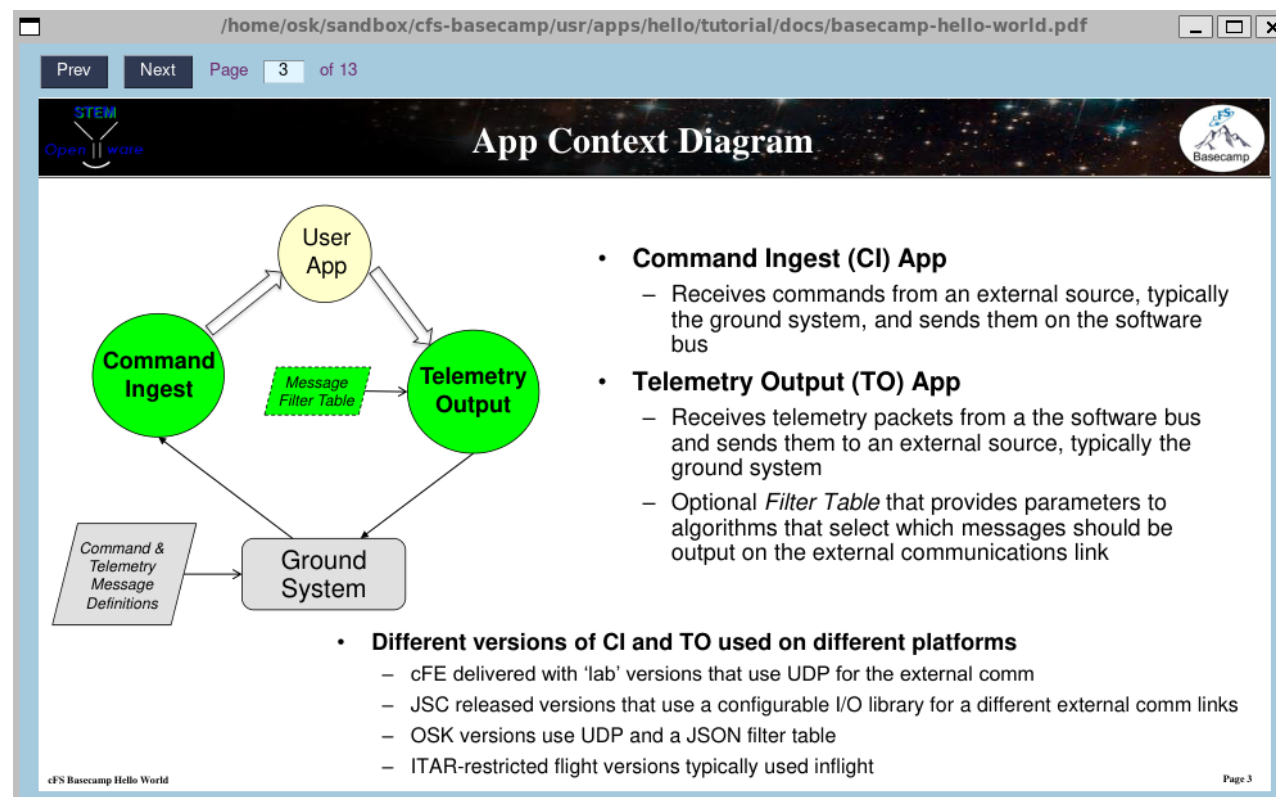 /home/osk/sandbox/cfs-basecamp/usr/apps/hello/tutorial/docs/basecamp-hello-world.pdf
Prev Next Page 3 of 13
STEM
Open ware
App Context Diagram
cFS
Basecamp
User
App
Command
Ingest
Message
Filter Table
Telemetry
Output
Command &
Telemetry
Message
Definitions
Ground
System
• Command Ingest (CI) App
– Receives commands from an external source, typically
the ground system, and sends them on the software
bus
• Telemetry Output (TO) App
– Receives telemetry packets from a the software bus
and sends them to an external source, typically the
ground system
– Optional Filter Table that provides parameters to
algorithms that select which messages should be
output on the external communications link
• Different versions of CI and TO used on different platforms
– cFE delivered with ‘lab’ versions that use UDP for the external comm
– JSC released versions that use a configurable I/O library for a different external comm links
– OSK versions use UDP and a JSON filter table
– ITAR-restricted flight versions typically used inflight
cFS Basecamp Hello World
Page 3